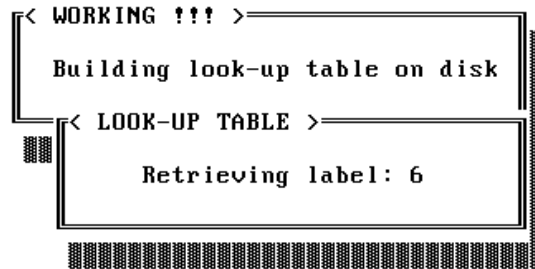 < WORKING !!! >
Building look-up table on disk
< LOOK-UP TABLE >
Retrieving label: 6